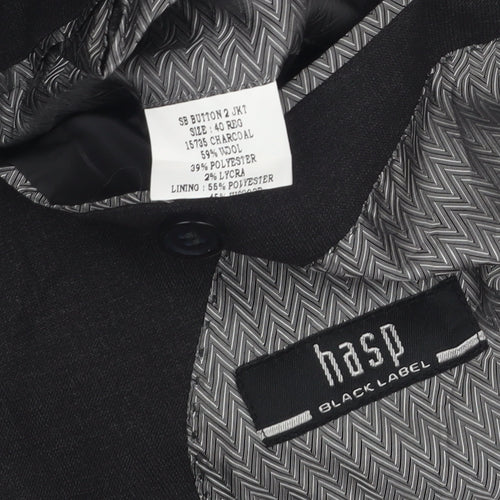 SB BUTTON 2 JKT
SIZE : 40 REG
15735 CHARCOAL
59% WOOL
39% POLYESTER
2% LYCRA
LINING : 55% POLYESTER
hasp
BLACK LABEL